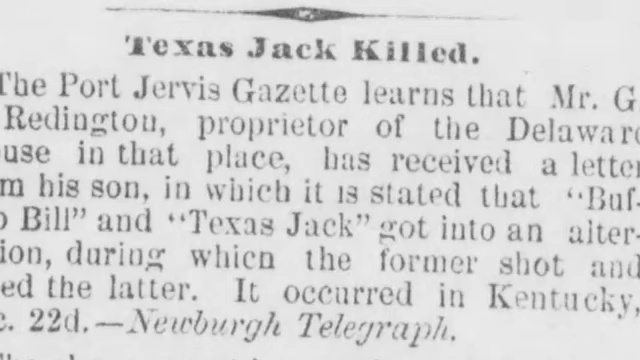 Texas Jack Killed.
The Port Jervis Gazette learns that Mr. G
Redington, proprietor of the Delaware
ouse in that place, has received a letter
m his son, in which it is stated that "Buf-
o Bill" and "Texas Jack" got into an alter-
ion, during which the former shot and
ed the latter. It occurred in Kentucky,
c. 22d.—Newburgh Telegraph.